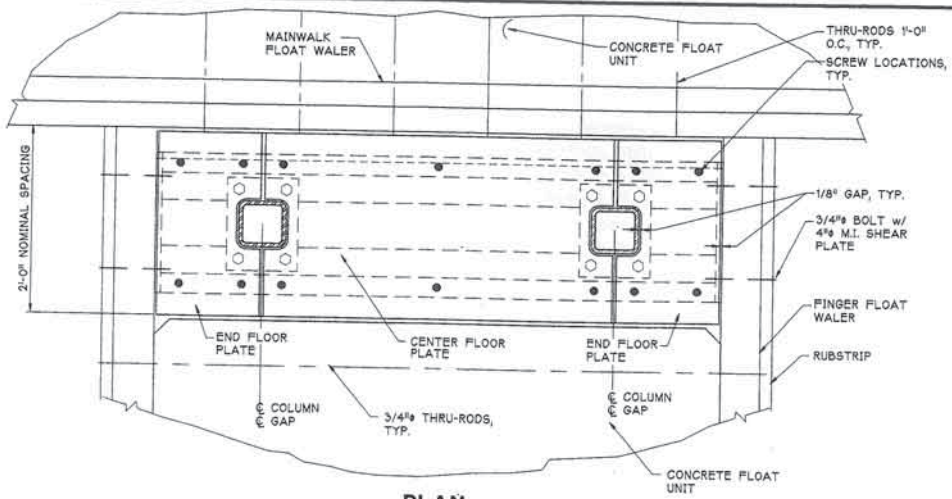 MAINWALK
FLOAT WALER
CONCRETE FLOAT
UNIT
THRU-RODS 1'-0"
O.C., TYP.
SCREW LOCATIONS,
TYP.
2'-0" NOMINAL SPACING
1/8" GAP, TYP.
3/4"ø BOLT w/
4"ø M.I. SHEAR
PLATE
FINGER FLOAT
WALER
RUBSTRIP
END FLOOR
PLATE
CENTER FLOOR
PLATE
END FLOOR
PLATE
℄ COLUMN
℄ GAP
3/4"ø THRU-RODS,
TYP.
℄ COLUMN
℄ GAP
CONCRETE FLOAT
UNIT
PLAN